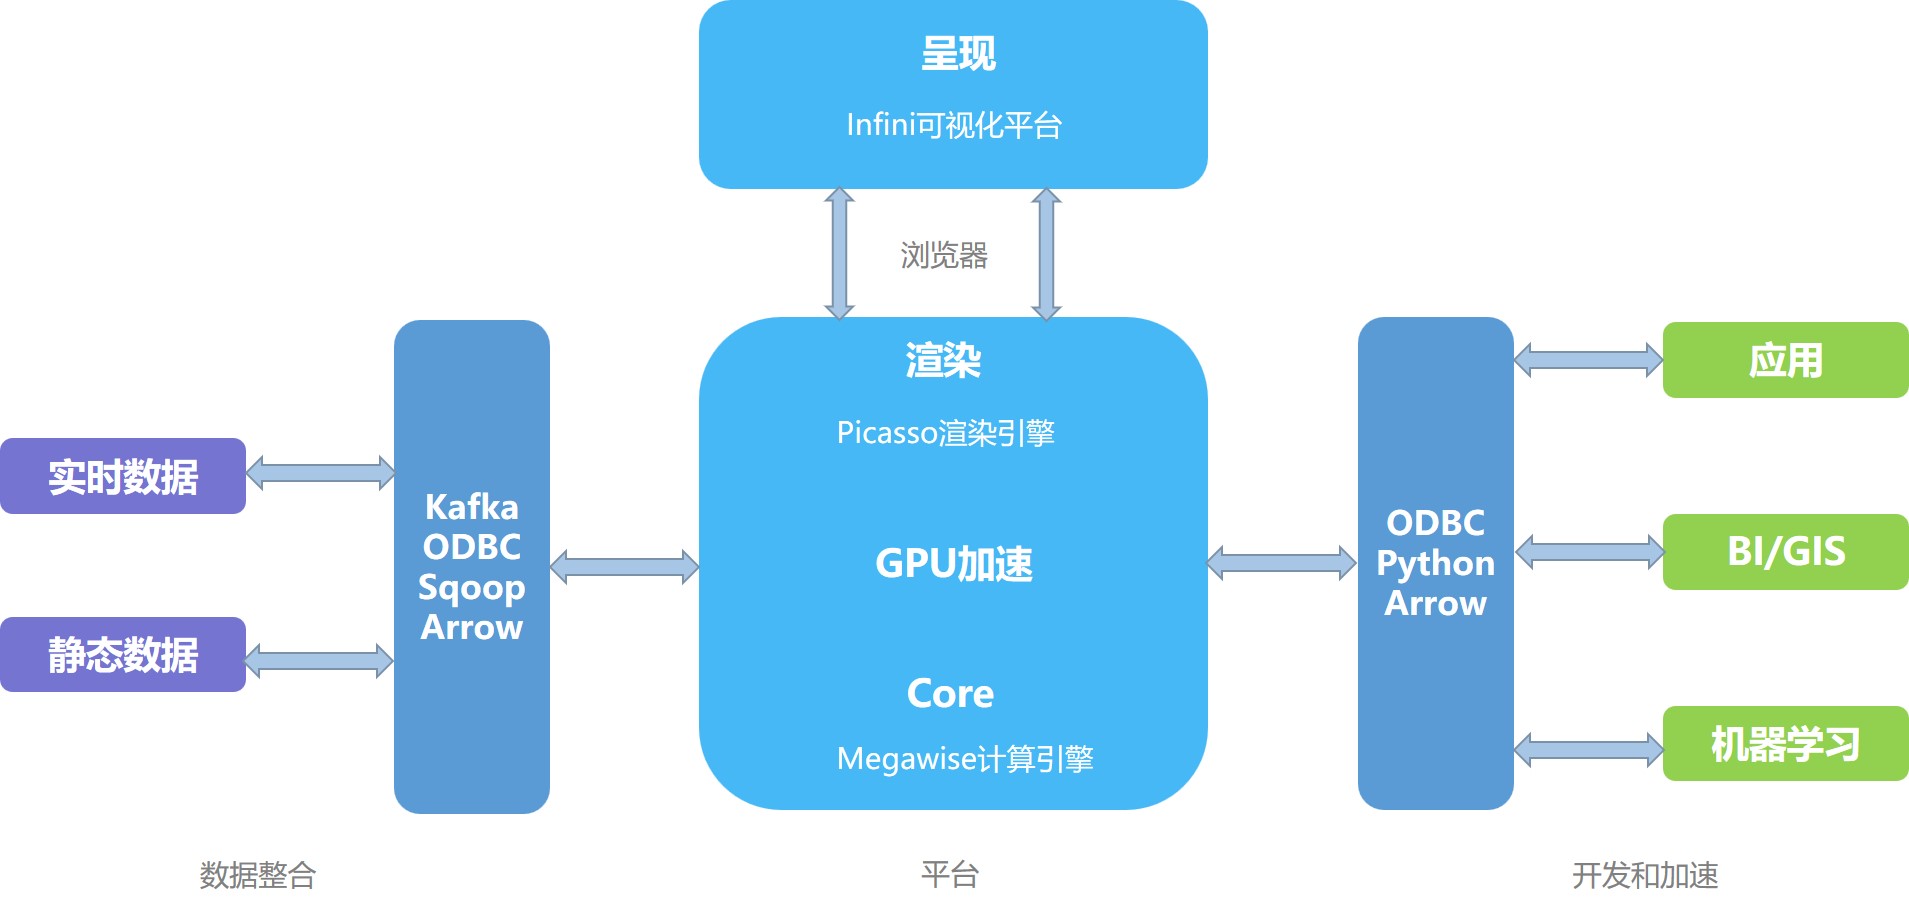 呈现
Infini可视化平台
浏览器
实时数据
静态数据
Kafka
ODBC
Sqoop
Arrow
渲染
Picasso渲染引擎
GPU加速
Core
Megawise计算引擎
ODBC
Python
Arrow
应用
BI/GIS
机器学习
数据整合
平台
开发和加速